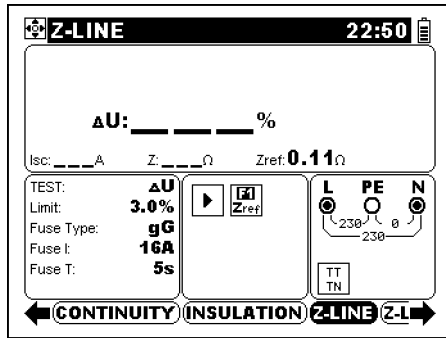 Z-LINE 22:50
ΔU:___ ___ ___%
Isc:___A Z:___Ω Zref:0.11Ω
TEST: ΔU
Limit: 3.0%
Fuse Type: gG
Fuse I: 16A
Fuse T: 5s
F1
Zref
L PE N
230 0
230
TT
TN
CONTINUITY INSULATION Z-LINE Z-L